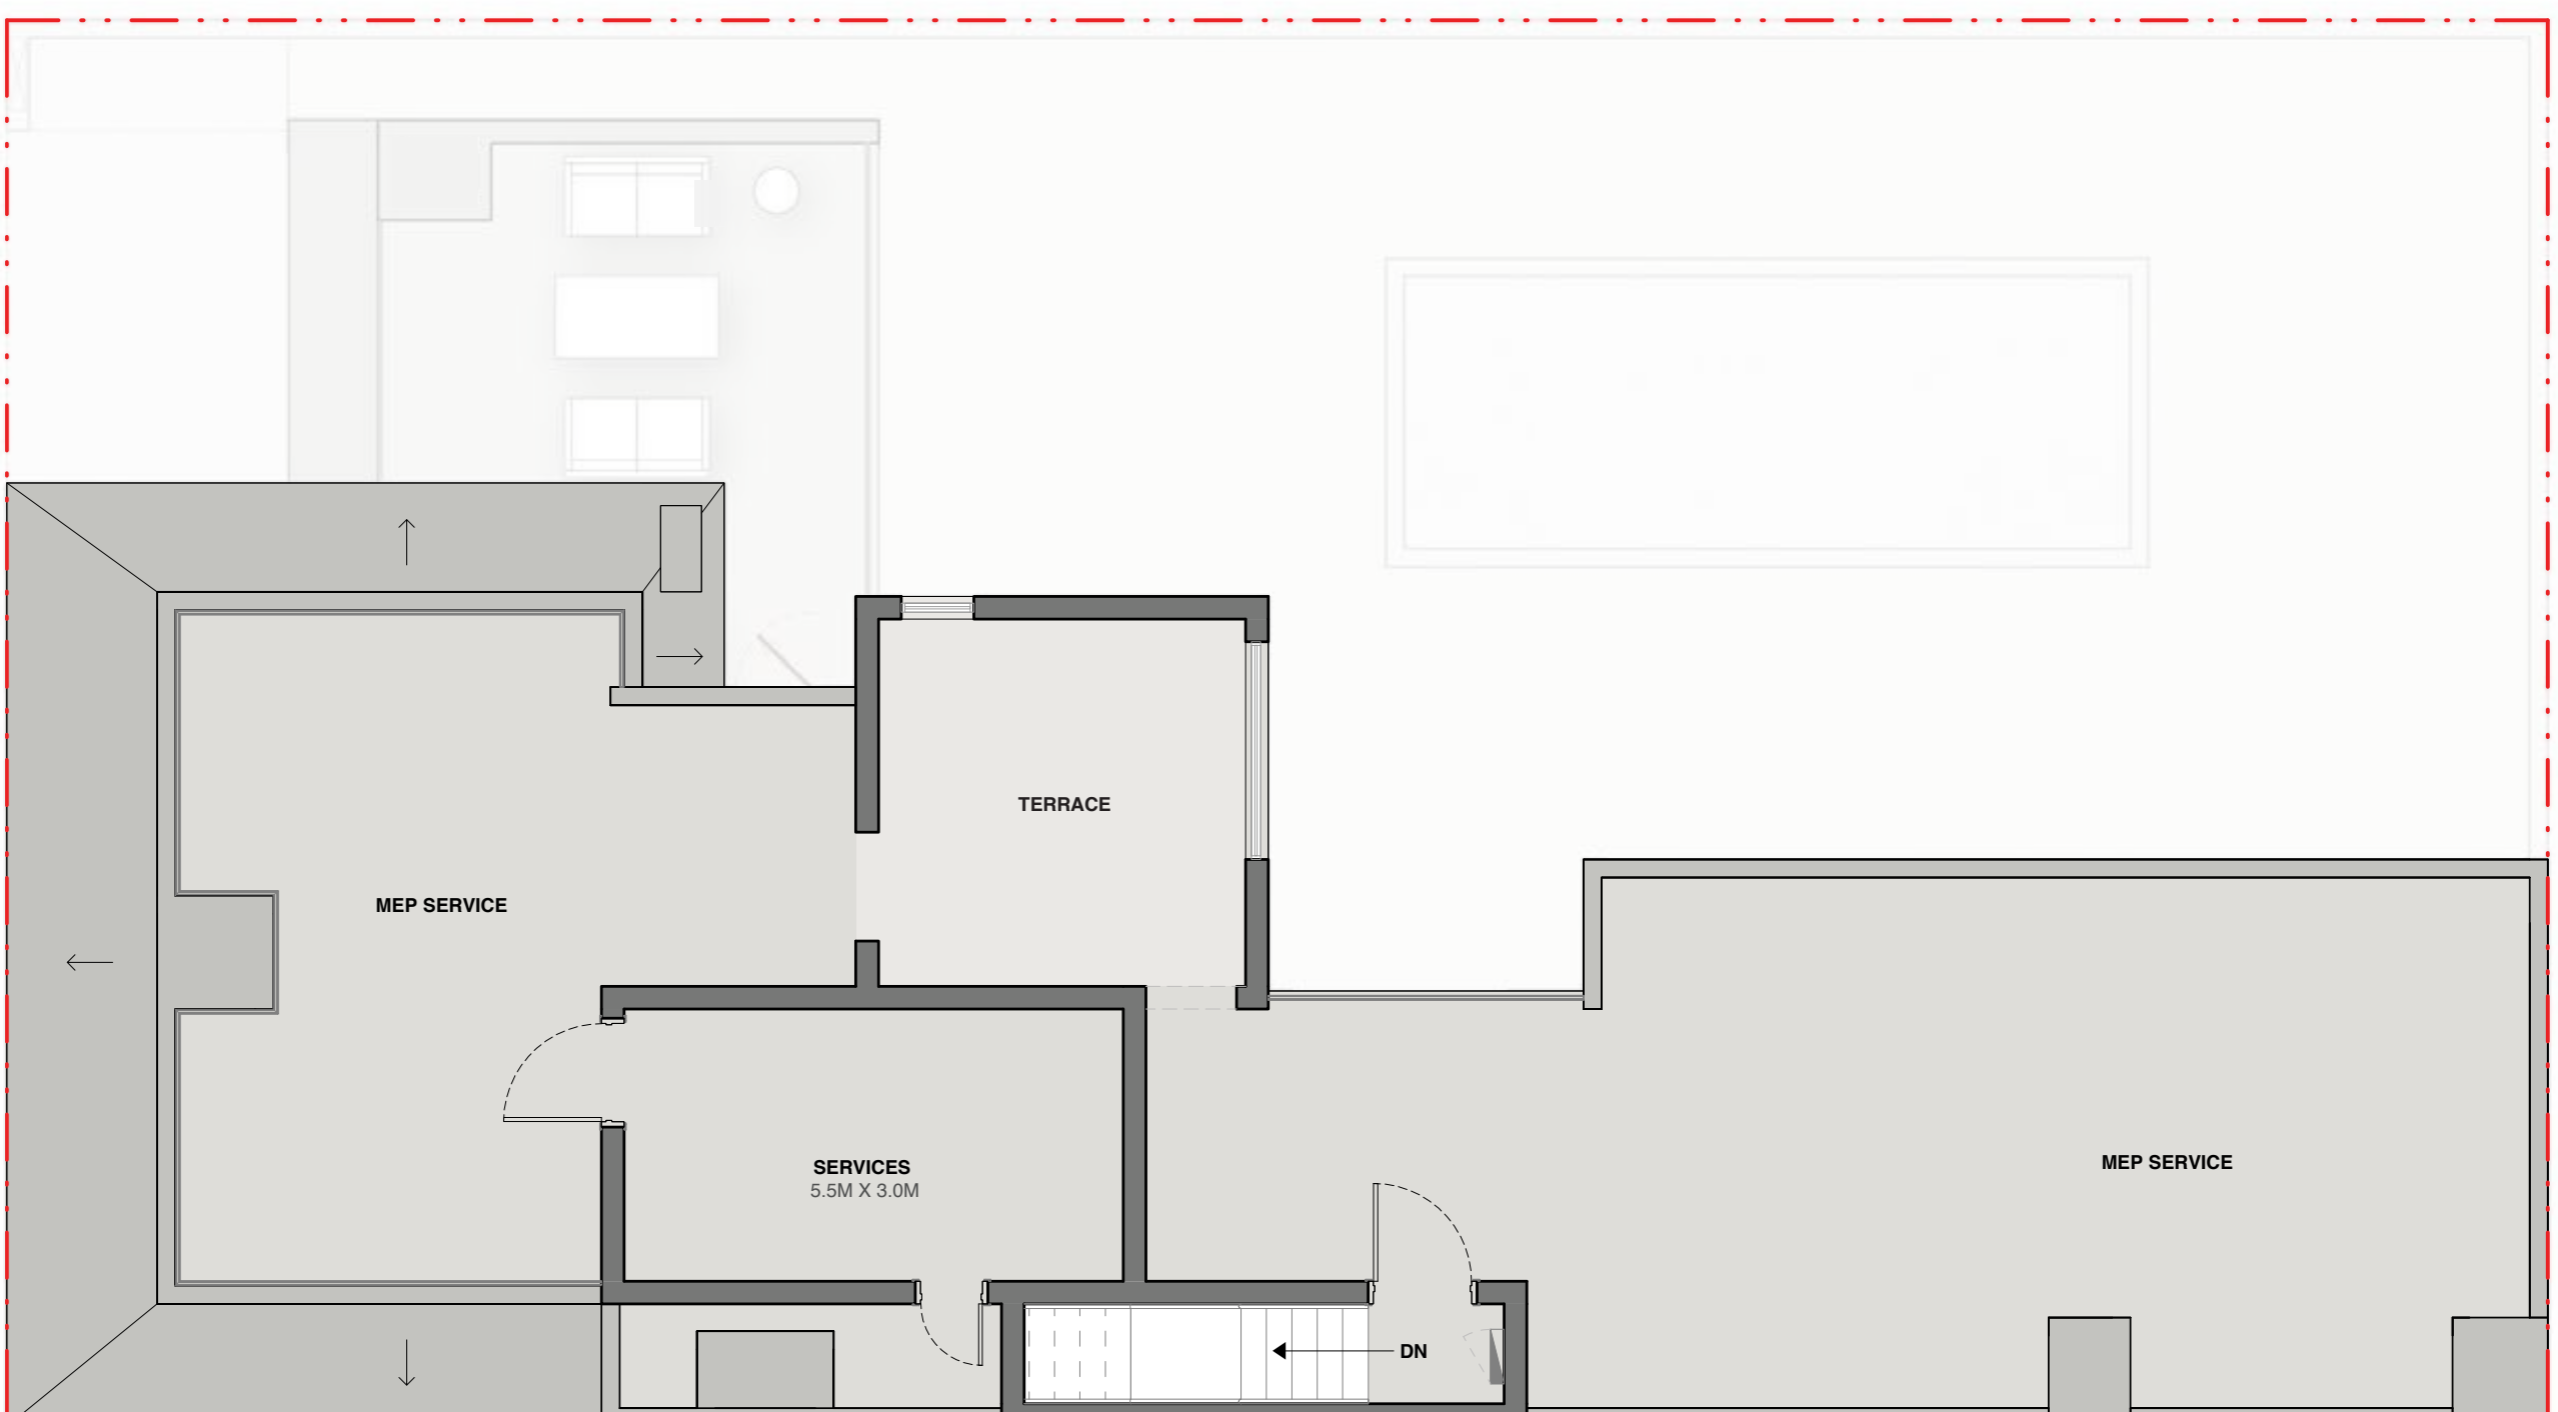 TERRACE
MEP SERVICE
SERVICES
5.5M X 3.0M
MEP SERVICE
DN